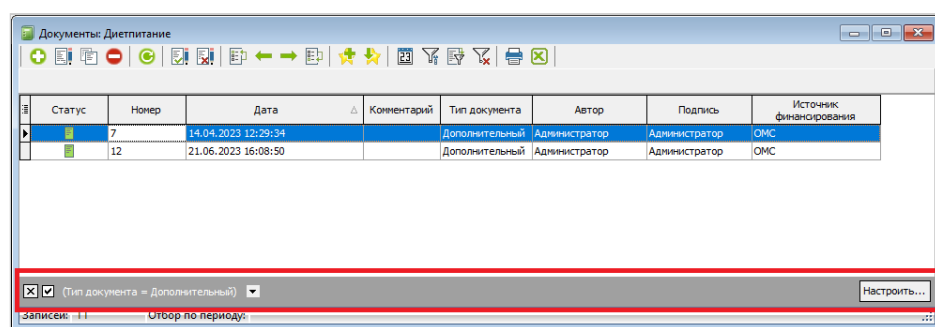 Документы: Диетпитание
23
Статус Номер Дата Комментарий Тип документа Автор Подпись Источник финансирования
7 14.04.2023 12:29:34 Дополнительный Администратор Администратор ОМС
12 21.06.2023 16:08:50 Дополнительный Администратор Администратор ОМС
(Тип документа = Дополнительный) Настроить...
Записей: 11 Отбор по периоду: